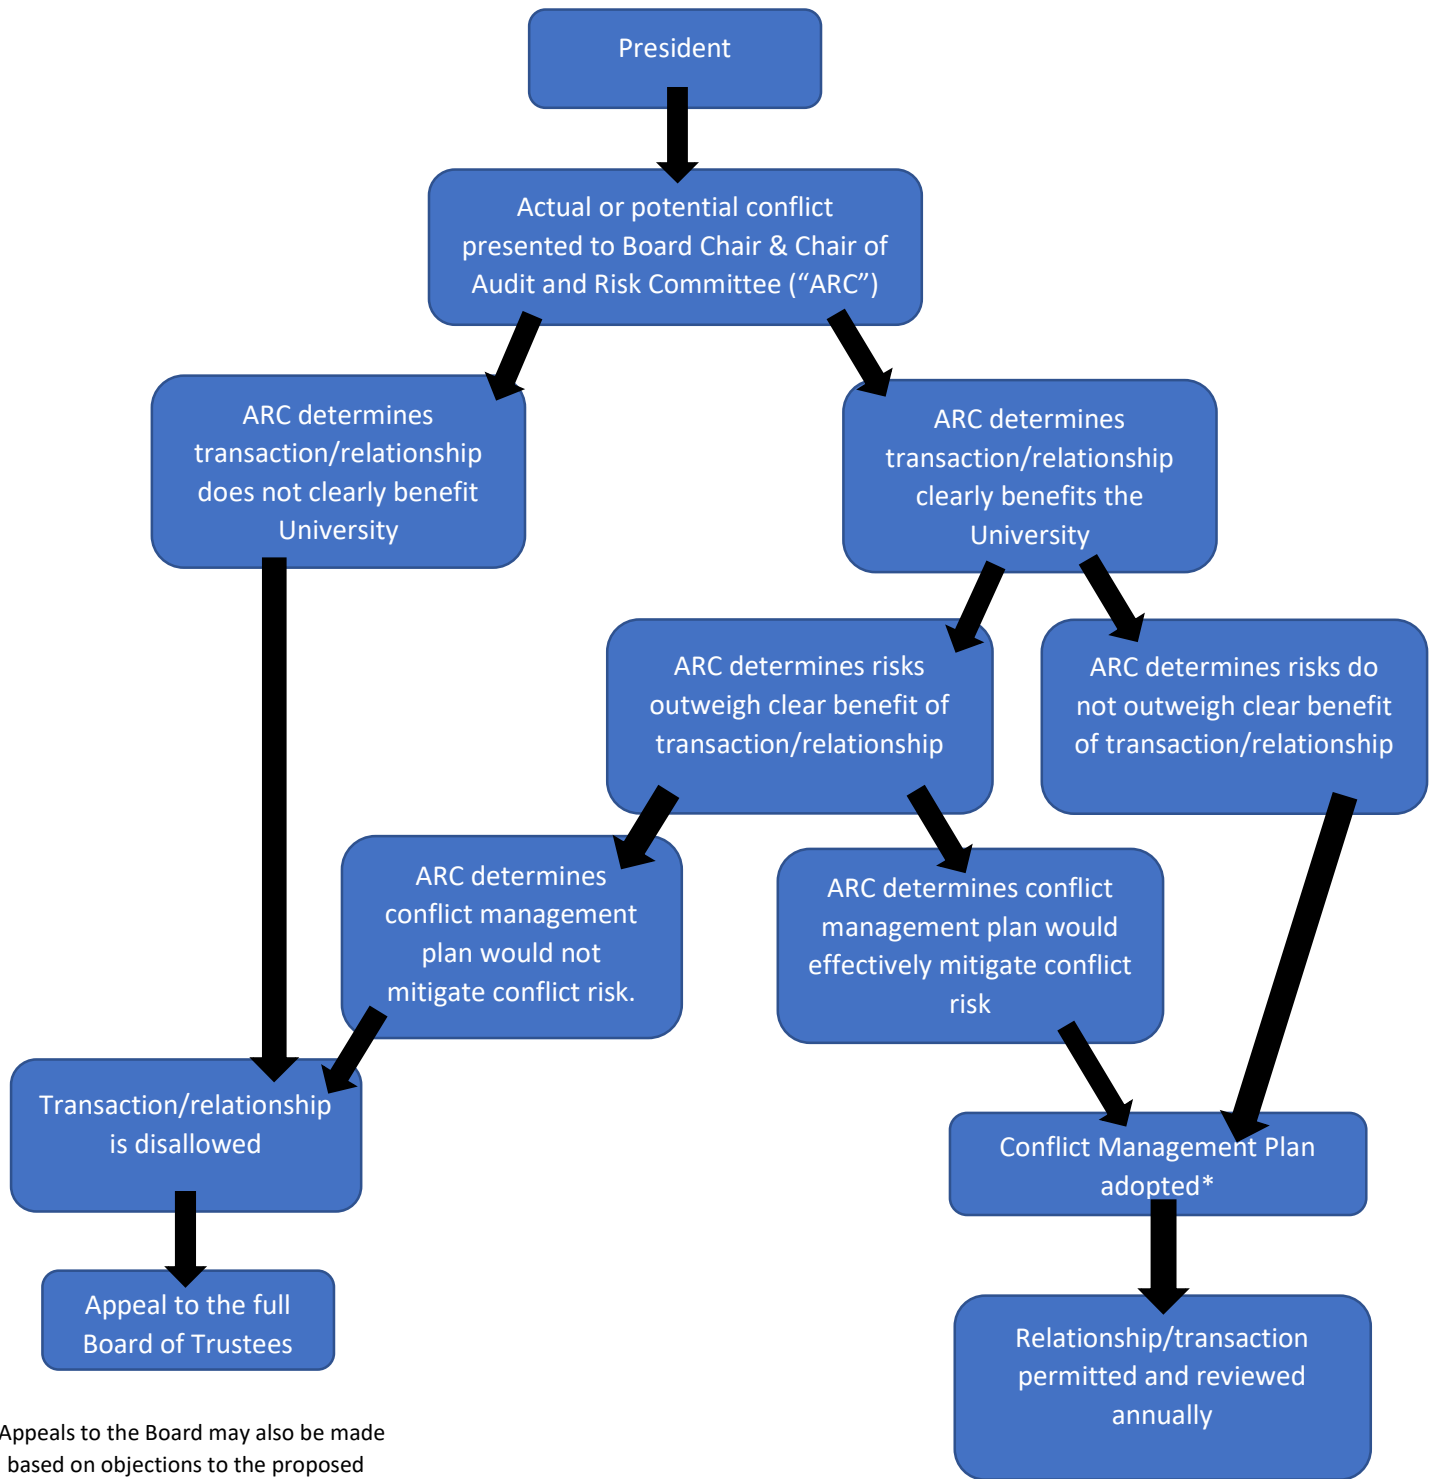 President
Actual or potential conflict
presented to Board Chair & Chair of
Audit and Risk Committee (“ARC”)
ARC determines
transaction/relationship
does not clearly benefit
University
ARC determines
transaction/relationship
clearly benefits the
University
ARC determines risks
outweigh clear benefit of
transaction/relationship
ARC determines risks do
not outweigh clear benefit
of transaction/relationship
ARC determines
conflict management
plan would not
mitigate conflict risk.
ARC determines conflict
management plan would
effectively mitigate conflict
risk
Transaction/relationship
is disallowed
Conflict Management Plan
adopted*
Appeal to the full
Board of Trustees
Relationship/transaction
permitted and reviewed
annually
Appeals to the Board may also be made
based on objections to the proposed